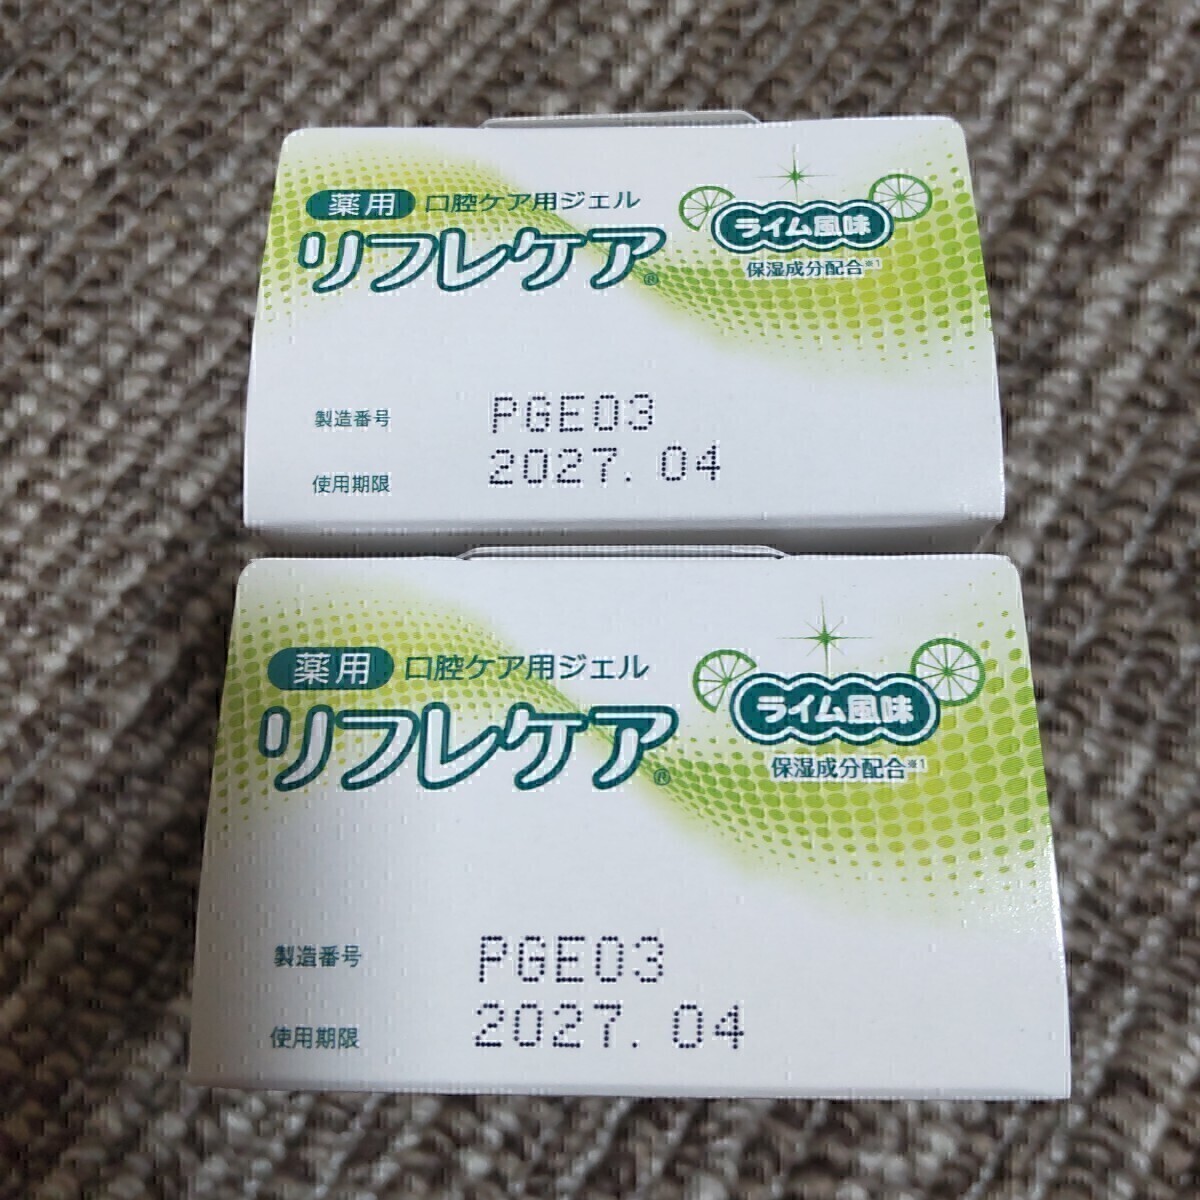 薬用 口腔ケア用ジェル
リフレケア®
ライム風味
保湿成分配合※1
製造番号 PGE03
使用期限 2027.04
薬用 口腔ケア用ジェル
リフレケア®
ライム風味
保湿成分配合※1
製造番号 PGE03
使用期限 2027.04